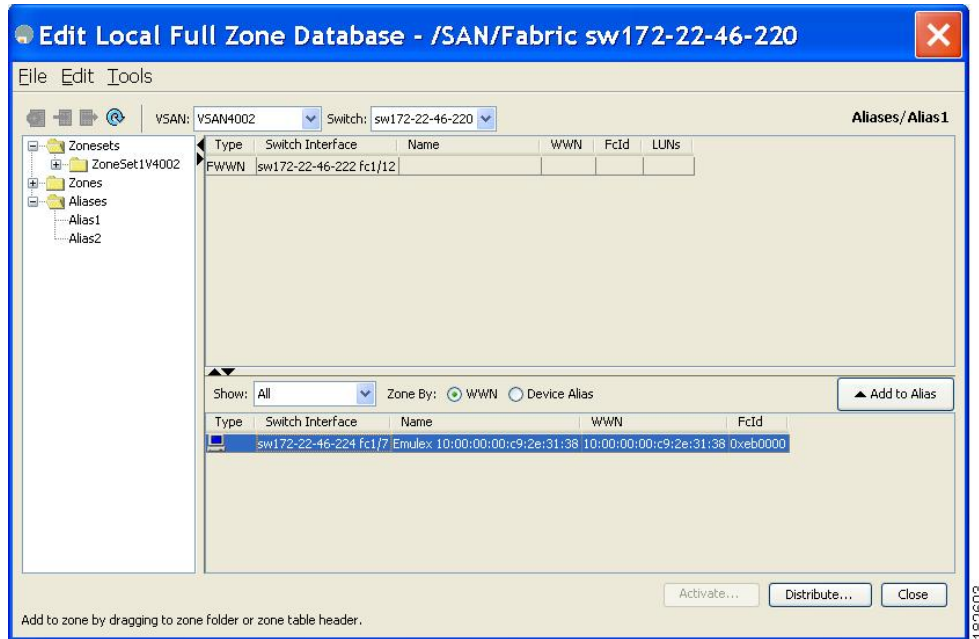 Edit Local Full Zone Database - /SAN/Fabric sw172-22-46-220
File Edit Tools
VSAN: VSAN4002 Switch: sw172-22-46-220 Aliases/Alias1
Zonesets
ZoneSet1V4002
Zones
Aliases
Alias1
Alias2
Type Switch Interface Name WWN FcId LUNs
FWWN sw172-22-46-222 fc1/12
Show: All Zone By: WWN Device Alias Add to Alias
Type Switch Interface Name WWN FcId
sw172-22-46-224 fc1/7 Emulex 10:00:00:00:c9:2e:31:38 10:00:00:00:c9:2e:31:38 0xeb0000
Activate... Distribute... Close
Add to zone by dragging to zone folder or zone table header.